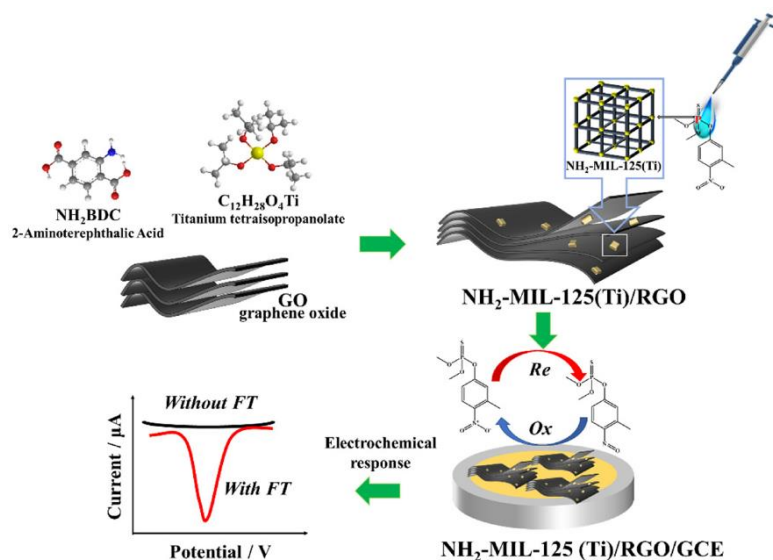 NH₂-MIL-125(Ti)
NH₂BDC
2-Aminoterephthalic Acid
C₁₂H₂₈O₄Ti
Titanium tetraisopropanolate
GO
graphene oxide
NH₂-MIL-125(Ti)/RGO
Re
Ox
Without FT
With FT
Current / μA
Potential / V
Electrochemical
response
NH₂-MIL-125 (Ti)/RGO/GCE